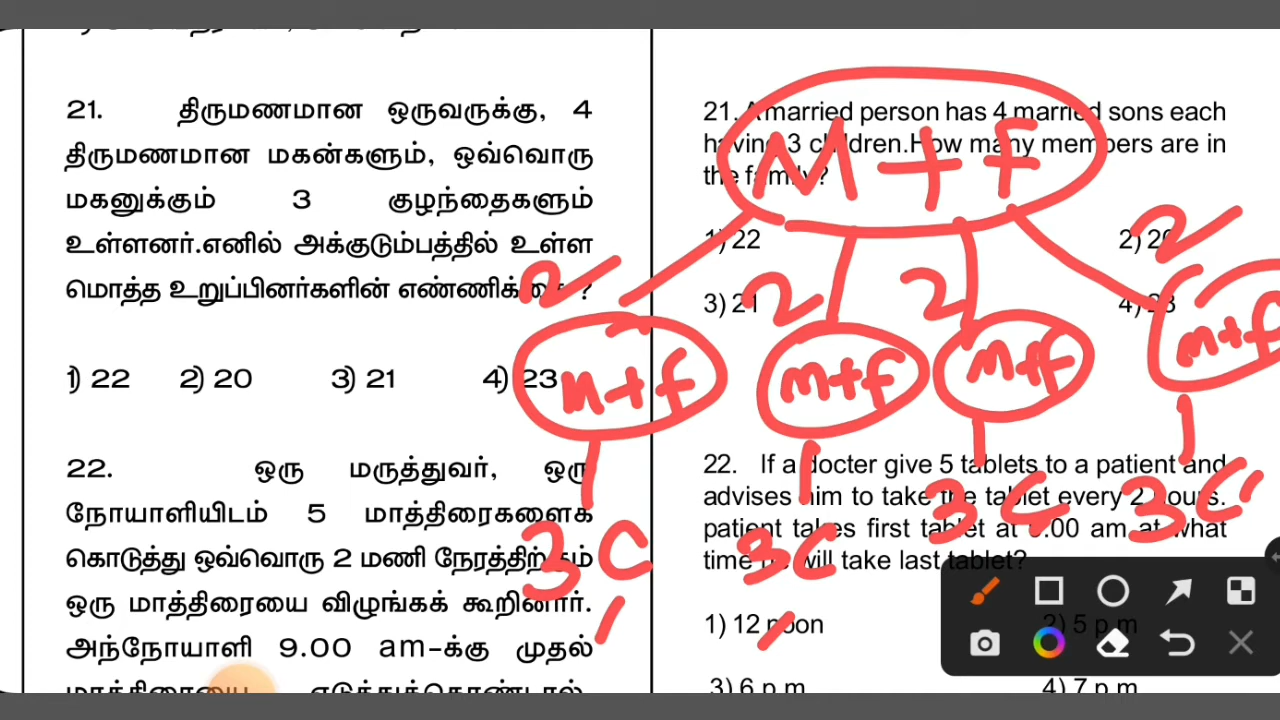 21. திருமணமான ஒருவருக்கு, 4
திருமணமான மகன்களும், ஒவ்வொரு
மகனுக்கும் 3 குழந்தைகளும்
உள்ளனர்.எனில் அக்குடும்பத்தில் உள்ள
மொத்த உறுப்பினர்களின் ?
1) 22 2) 20 3) 21 4) 23
22. ஒரு மருத்துவர், ஒரு
நோயாளியிடம் 5 மாத்திரைகளைக்
கொடுத்து ஒவ்வொரு 2 மணி நேரத்திற்கும்
ஒரு மாத்திரையை விழுங்கக் கூறினார்.
அந்நோயாளி 9.00 am-க்கு முதல்
மாத்திரையை எடுத்துக்கொண்டால்,
21. A married person has 4 married sons each
having 3 children.How many members are in
the family?
1) 22 2) 20
3) 21 4) 23
22. If a docter give 5 tablets to a patient and
advises him to take the tablet every 2 hours.
patient takes first tablet at 9.00 am at what
time he will take last tablet?
1) 12 noon 2) 5 p.m
3) 6 p.m 4) 7 p.m
M + f
2 2 2 2
m+f m+f m+f m+f
3C 3C 3C 3C